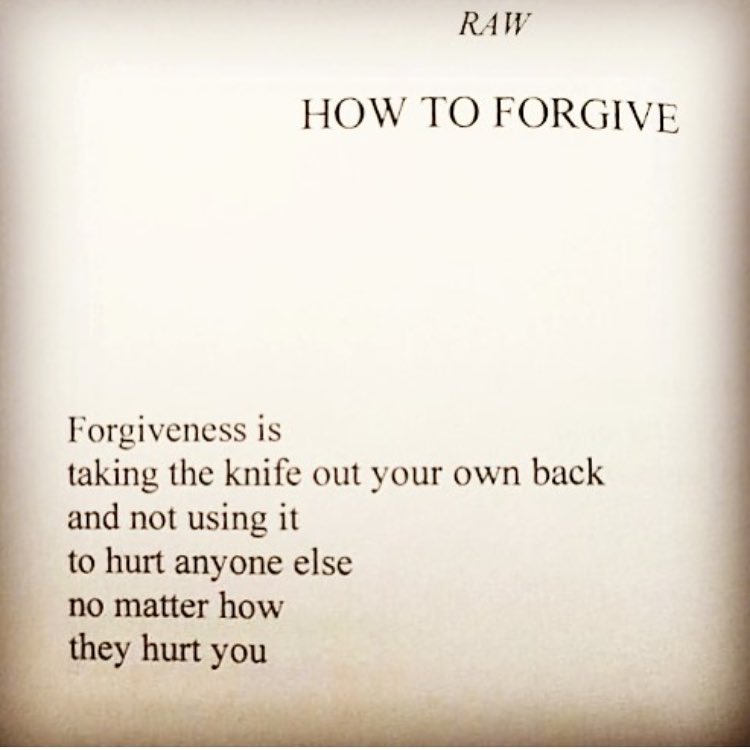 RAW
HOW TO FORGIVE
Forgiveness is
taking the knife out your own back
and not using it
to hurt anyone else
no matter how
they hurt you